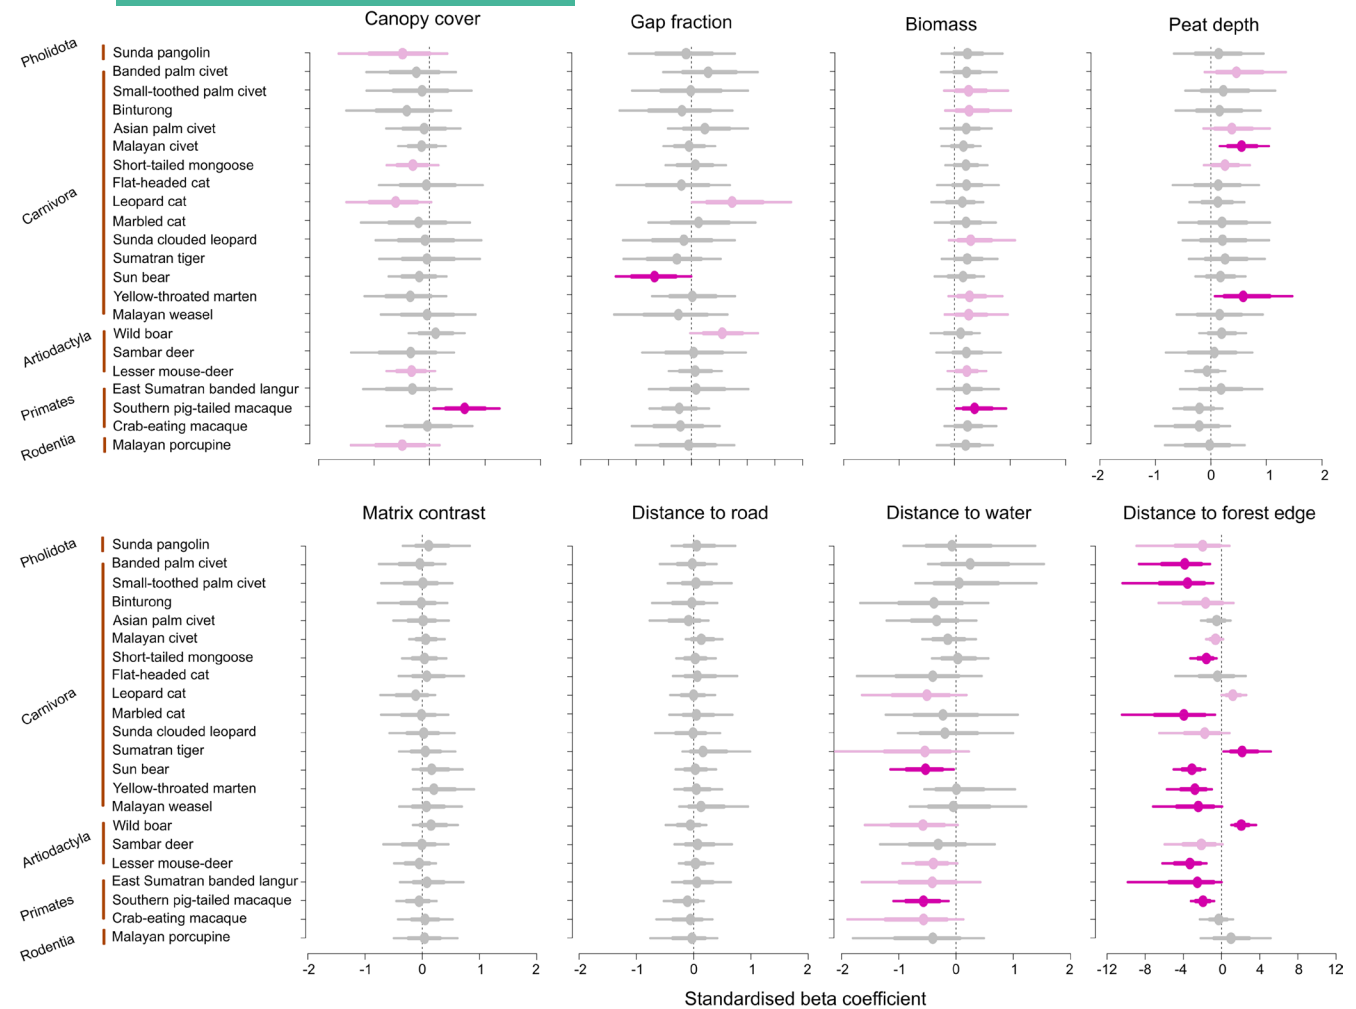 Canopy cover Gap fraction Biomass Peat depth
Pholidota
Sunda pangolin
Banded palm civet
Small-toothed palm civet
Binturong
Asian palm civet
Malayan civet
Short-tailed mongoose
Carnivora
Flat-headed cat
Leopard cat
Marbled cat
Sunda clouded leopard
Sumatran tiger
Sun bear
Yellow-throated marten
Malayan weasel
Artiodactyla
Wild boar
Sambar deer
Lesser mouse-deer
Primates
East Sumatran banded langur
Southern pig-tailed macaque
Crab-eating macaque
Rodentia
Malayan porcupine
-2 -1 0 1 2
Matrix contrast Distance to road Distance to water Distance to forest edge
Pholidota
Sunda pangolin
Banded palm civet
Small-toothed palm civet
Binturong
Asian palm civet
Malayan civet
Short-tailed mongoose
Carnivora
Flat-headed cat
Leopard cat
Marbled cat
Sunda clouded leopard
Sumatran tiger
Sun bear
Yellow-throated marten
Malayan weasel
Artiodactyla
Wild boar
Sambar deer
Lesser mouse-deer
Primates
East Sumatran banded langur
Southern pig-tailed macaque
Crab-eating macaque
Rodentia
Malayan porcupine
-2 -1 0 1 2 -2 -1 0 1 2 -2 -1 0 1 2 -12 -8 -4 0 4 8 12
Standardised beta coefficient